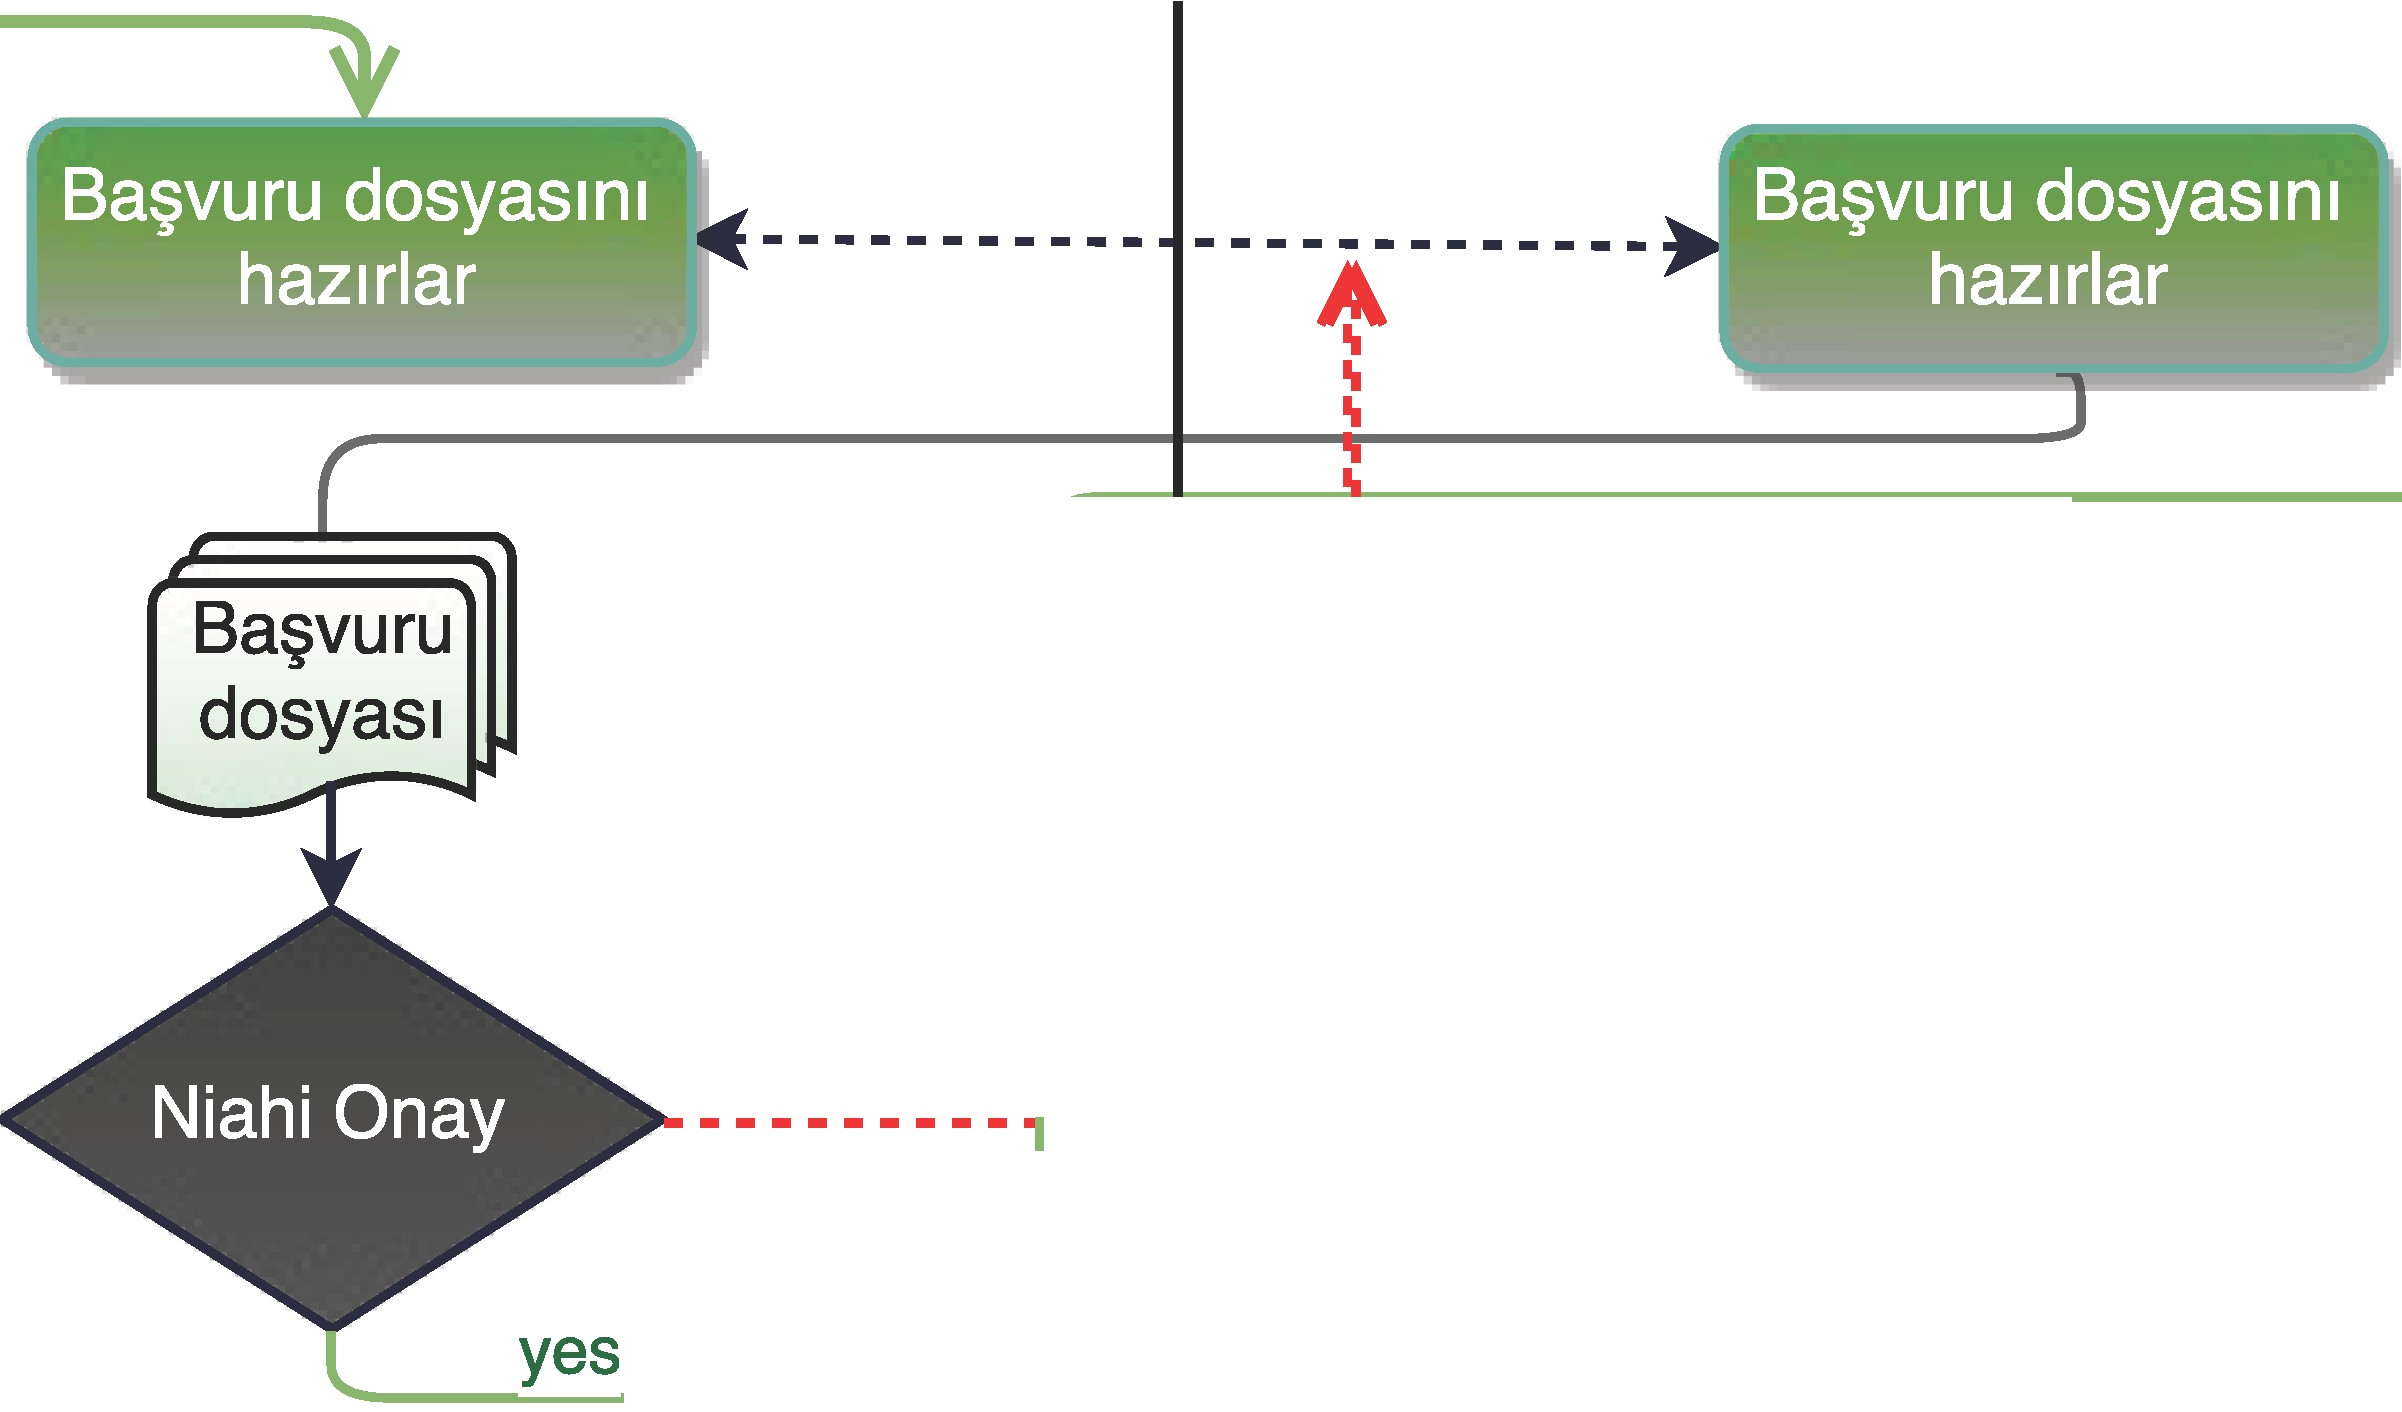 Başvuru dosyasını
hazırlar
Başvuru dosyasını
hazırlar
Başvuru
dosyası
Niahi Onay
yes